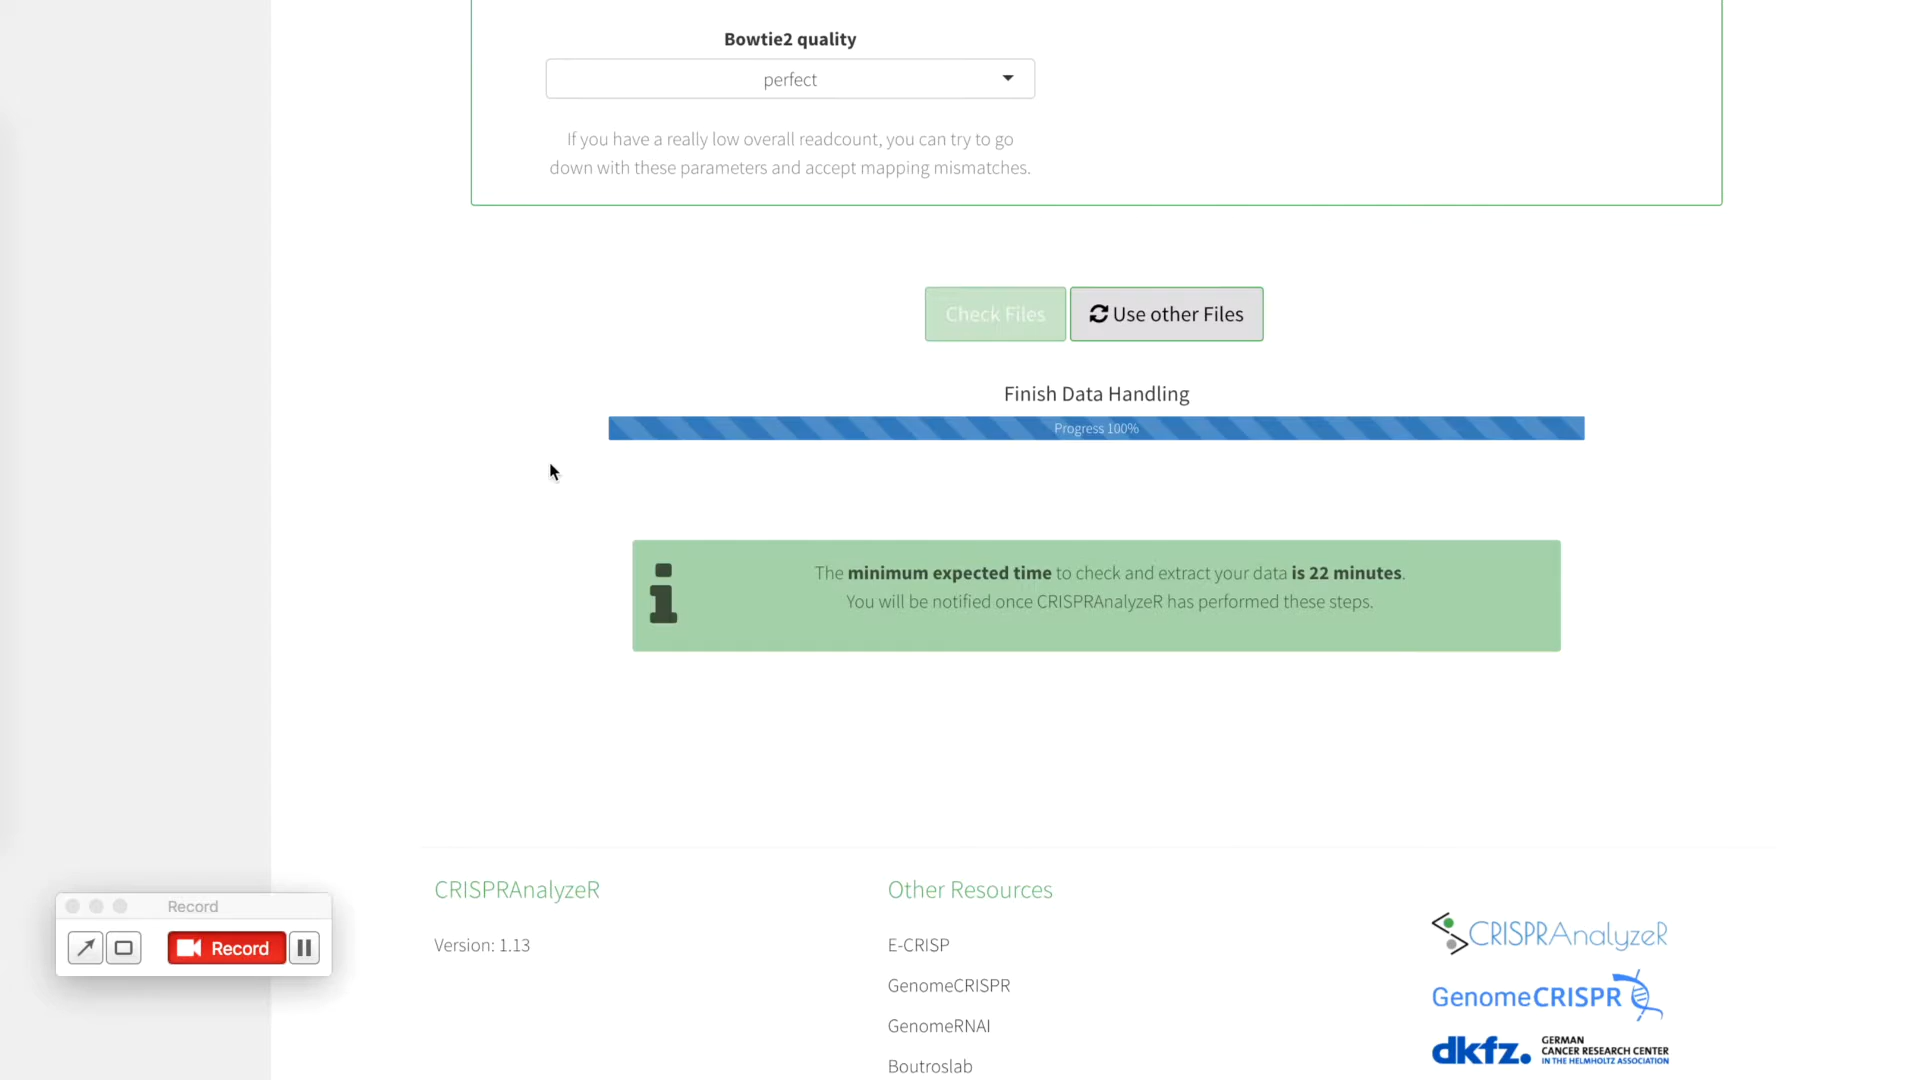 Bowtie2 quality
perfect
If you have a really low overall readcount, you can try to go
down with these parameters and accept mapping mismatches.
Check Files
Use other Files
Finish Data Handling
Progress 100%
The minimum expected time to check and extract your data is 22 minutes.
You will be notified once CRISPRAnalyzeR has performed these steps.
CRISPRAnalyzeR
Version: 1.13
Other Resources
E-CRISP
GenomeCRISPR
GenomeRNAI
Boutroslab
CRISPRAnalyzeR
GenomeCRISPR
dkfz.
GERMAN
CANCER RESEARCH CENTER
IN THE HELMHOLTZ ASSOCIATION
Record
Record